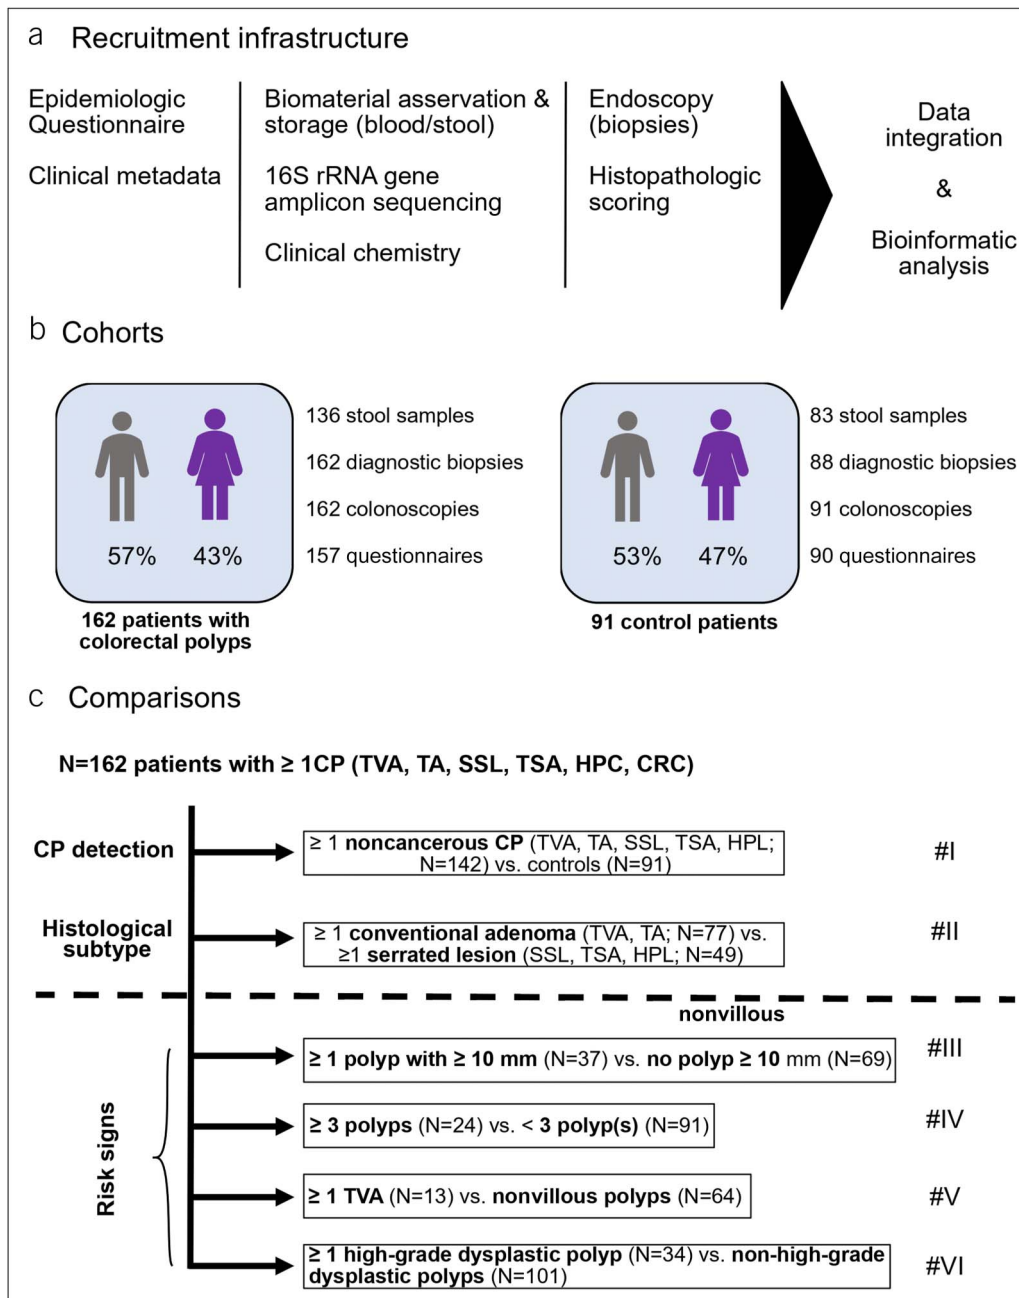 a Recruitment infrastructure
Epidemiologic
Questionnaire
Clinical metadata
Biomaterial asservation &
storage (blood/stool)
16S rRNA gene
amplicon sequencing
Clinical chemistry
Endoscopy
(biopsies)
Histopathologic
scoring
Data
integration
&
Bioinformatic
analysis
b Cohorts
57% 43%
136 stool samples
162 diagnostic biopsies
162 colonoscopies
157 questionnaires
162 patients with
colorectal polyps
53% 47%
83 stool samples
88 diagnostic biopsies
91 colonoscopies
90 questionnaires
91 control patients
c Comparisons
N=162 patients with ≥ 1CP (TVA, TA, SSL, TSA, HPC, CRC)
CP detection
≥ 1 noncancerous CP (TVA, TA, SSL, TSA, HPL;
N=142) vs. controls (N=91)
#I
Histological
subtype
≥ 1 conventional adenoma (TVA, TA; N=77) vs.
≥1 serrated lesion (SSL, TSA, HPL; N=49)
#II
nonvillous
Risk signs
≥ 1 polyp with ≥ 10 mm (N=37) vs. no polyp ≥ 10 mm (N=69)
#III
≥ 3 polyps (N=24) vs. < 3 polyp(s) (N=91)
#IV
≥ 1 TVA (N=13) vs. nonvillous polyps (N=64)
#V
≥ 1 high-grade dysplastic polyp (N=34) vs. non-high-grade
dysplastic polyps (N=101)
#VI